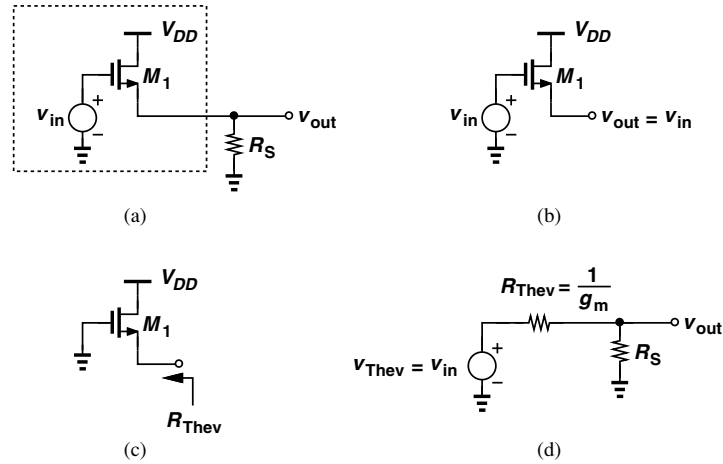 V_DD
M_1
v_in
+
−
v_out
R_S
(a)
V_DD
M_1
v_in
+
−
v_out = v_in
(b)
V_DD
M_1
R_Thev
(c)
R_Thev = 1/g_m
v_Thev = v_in
+
−
v_out
R_S
(d)